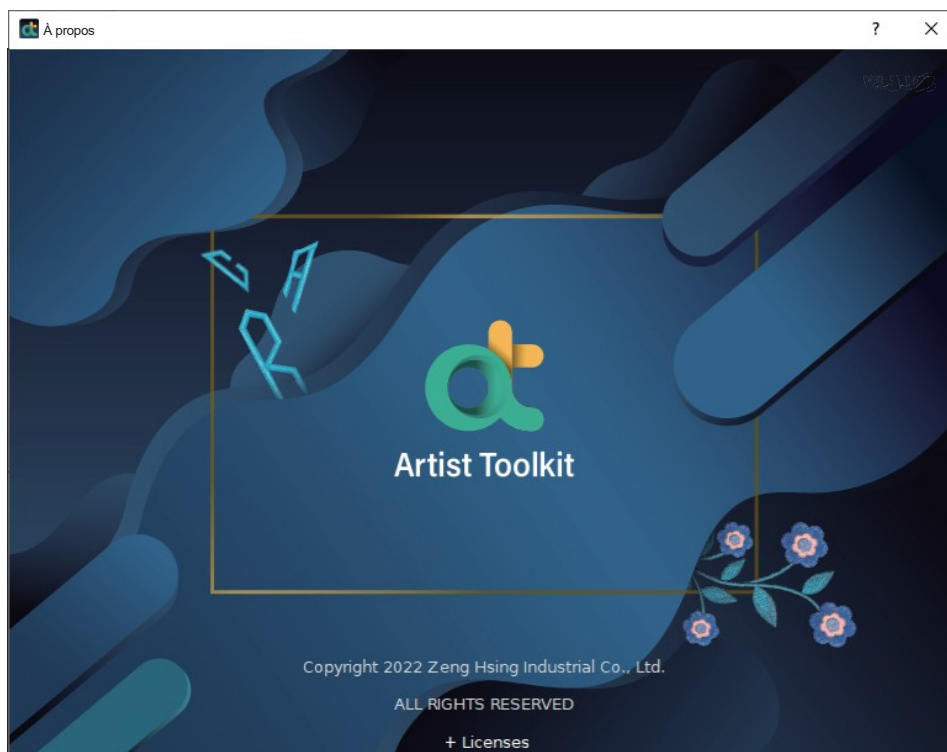 À propos
Artist Toolkit
Copyright 2022 Zeng Hsing Industrial Co., Ltd.
ALL RIGHTS RESERVED
+ Licenses